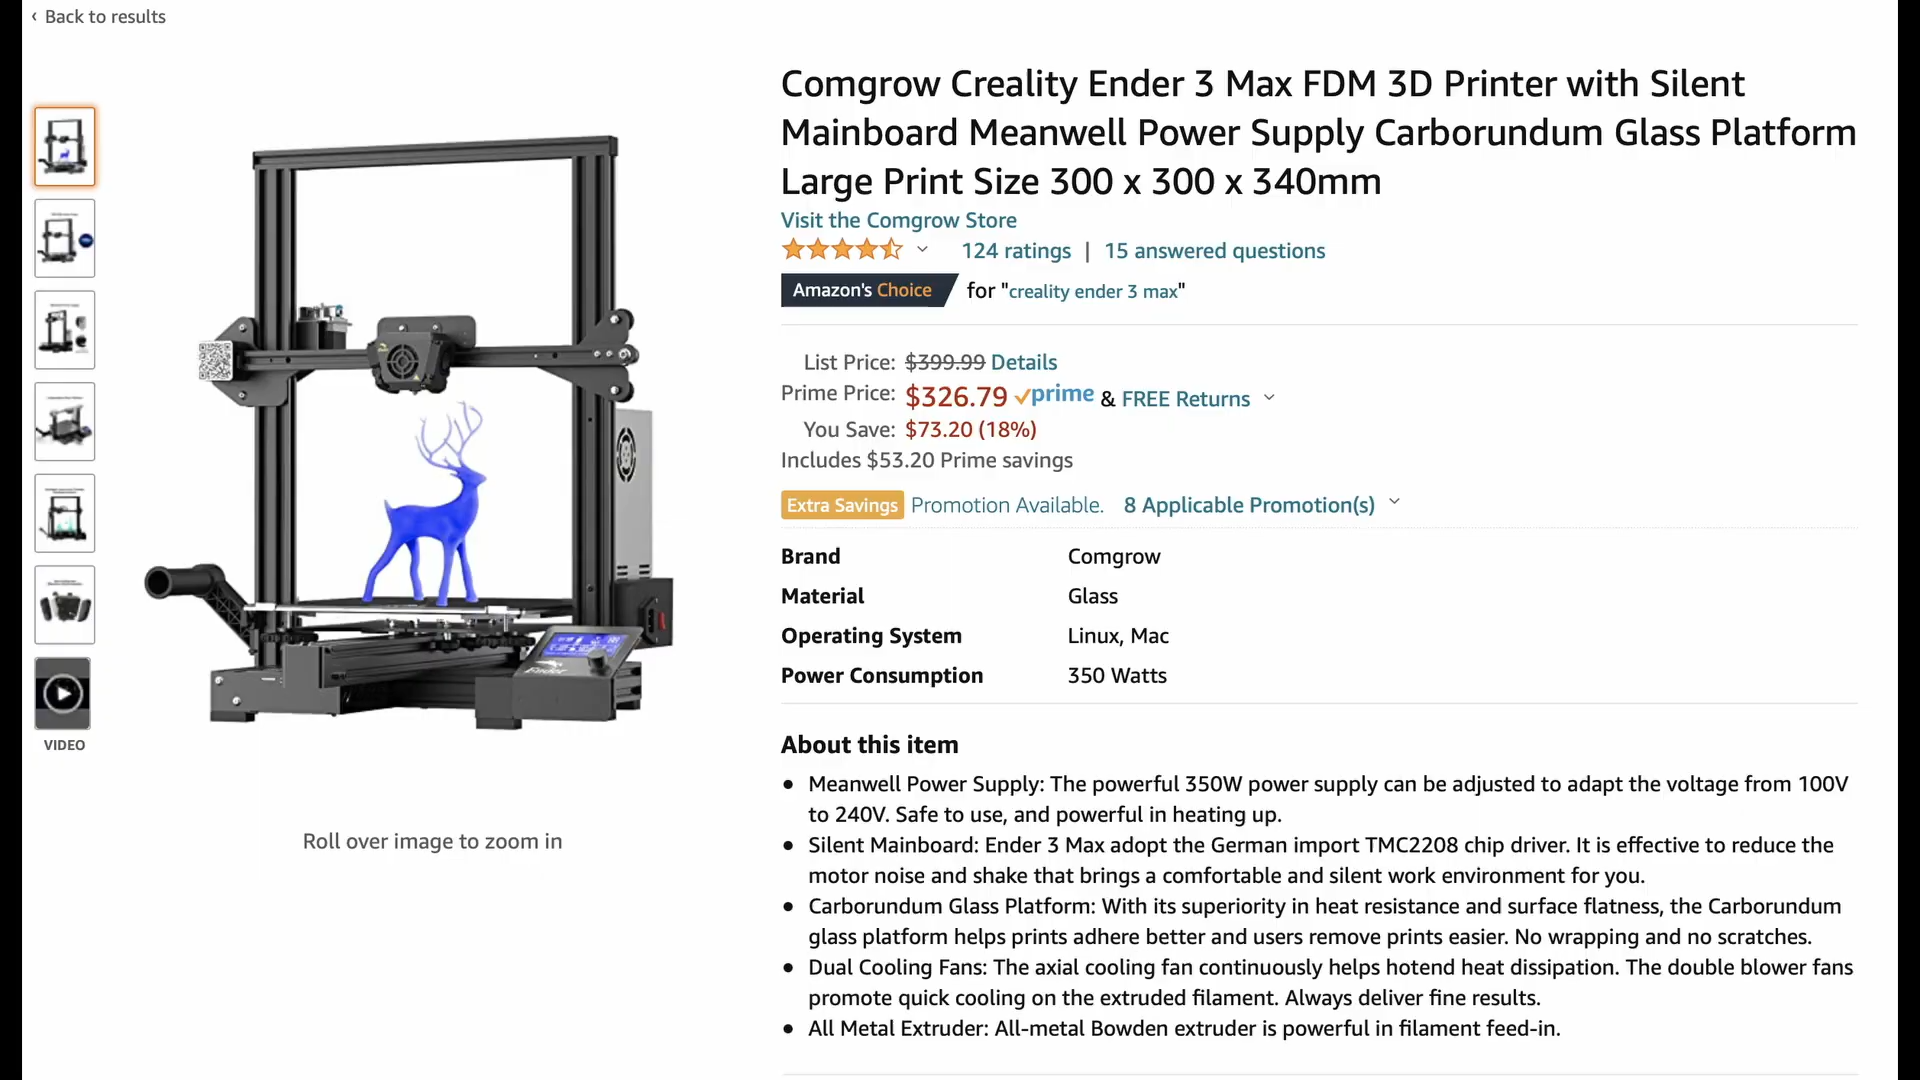 ‹ Back to results
Comgrow Creality Ender 3 Max FDM 3D Printer with Silent
Mainboard Meanwell Power Supply Carborundum Glass Platform
Large Print Size 300 x 300 x 340mm
Visit the Comgrow Store
124 ratings | 15 answered questions
Amazon's Choice for "creality ender 3 max"
List Price: $399.99 Details
Prime Price: $326.79 prime & FREE Returns
You Save: $73.20 (18%)
Includes $53.20 Prime savings
Extra Savings Promotion Available. 8 Applicable Promotion(s)
Brand Comgrow
Material Glass
Operating System Linux, Mac
Power Consumption 350 Watts
About this item
• Meanwell Power Supply: The powerful 350W power supply can be adjusted to adapt the voltage from 100V
to 240V. Safe to use, and powerful in heating up.
• Silent Mainboard: Ender 3 Max adopt the German import TMC2208 chip driver. It is effective to reduce the
motor noise and shake that brings a comfortable and silent work environment for you.
• Carborundum Glass Platform: With its superiority in heat resistance and surface flatness, the Carborundum
glass platform helps prints adhere better and users remove prints easier. No wrapping and no scratches.
• Dual Cooling Fans: The axial cooling fan continuously helps hotend heat dissipation. The double blower fans
promote quick cooling on the extruded filament. Always deliver fine results.
• All Metal Extruder: All-metal Bowden extruder is powerful in filament feed-in.
VIDEO
Ender
Roll over image to zoom in